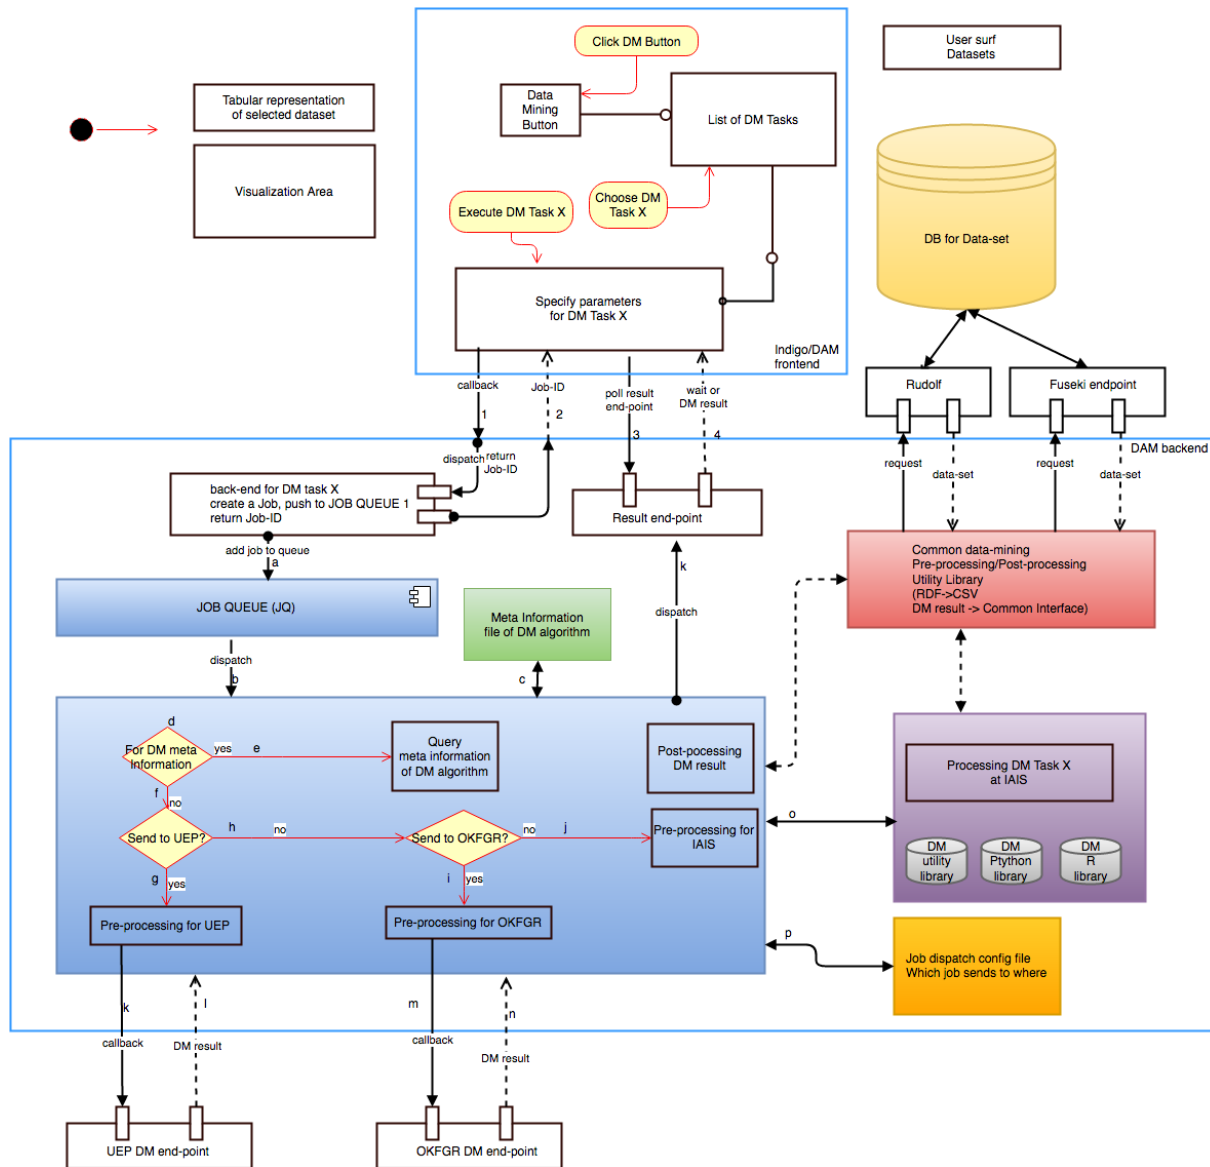 Click DM Button
User surf
Datasets
Tabular representation
of selected dataset
Data
Mining
Button
List of DM Tasks
Visualization Area
Execute DM Task X
Choose DM
Task X
DB for Data-set
Specify parameters
for DM Task X
Indigo/DAM
frontend
callback
Job-ID
poll result
end-point
wait or
DM result
Rudolf
Fuseki endpoint
1
2
3
4
DAM backend
dispatch
return
Job-ID
request
data-set
request
data-set
back-end for DM task X
create a Job, push to JOB QUEUE 1
return Job-ID
Result end-point
add job to queue
a
k
dispatch
Common data-mining
Pre-processing/Post-processing
Utility Library
(RDF->CSV
DM result -> Common Interface)
JOB QUEUE (JQ)
Meta Information
file of DM algorithm
dispatch
b
c
d
For DM meta
Information
yes
e
Query
meta information
of DM algorithm
Post-pocessing
DM result
Processing DM Task X
at IAIS
f
no
Send to UEP?
h
no
Send to OKFGR?
no
j
Pre-processing for
IAIS
o
DM
utility
library
DM
Ptython
library
DM
R
library
g
yes
i
yes
Pre-processing for UEP
Pre-processing for OKFGR
p
Job dispatch config file
Which job sends to where
k
l
m
n
callback
DM result
callback
DM result
UEP DM end-point
OKFGR DM end-point